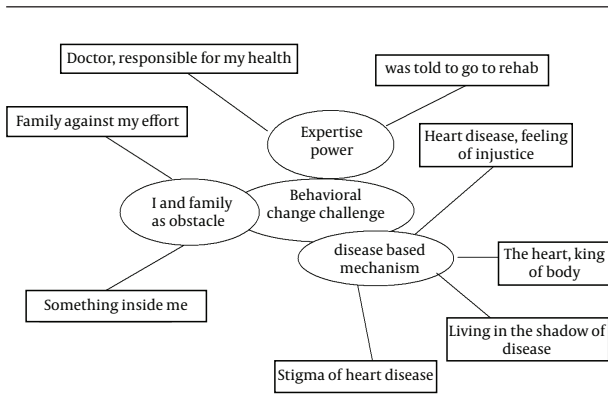 Doctor, responsible for my health
was told to go to rehab
Family against my effort
Expertise
power
Heart disease, feeling
of injustice
I and family
as obstacle
Behavioral
change challenge
disease based
mechanism
The heart, king
of body
Something inside me
Living in the shadow of
disease
Stigma of heart disease